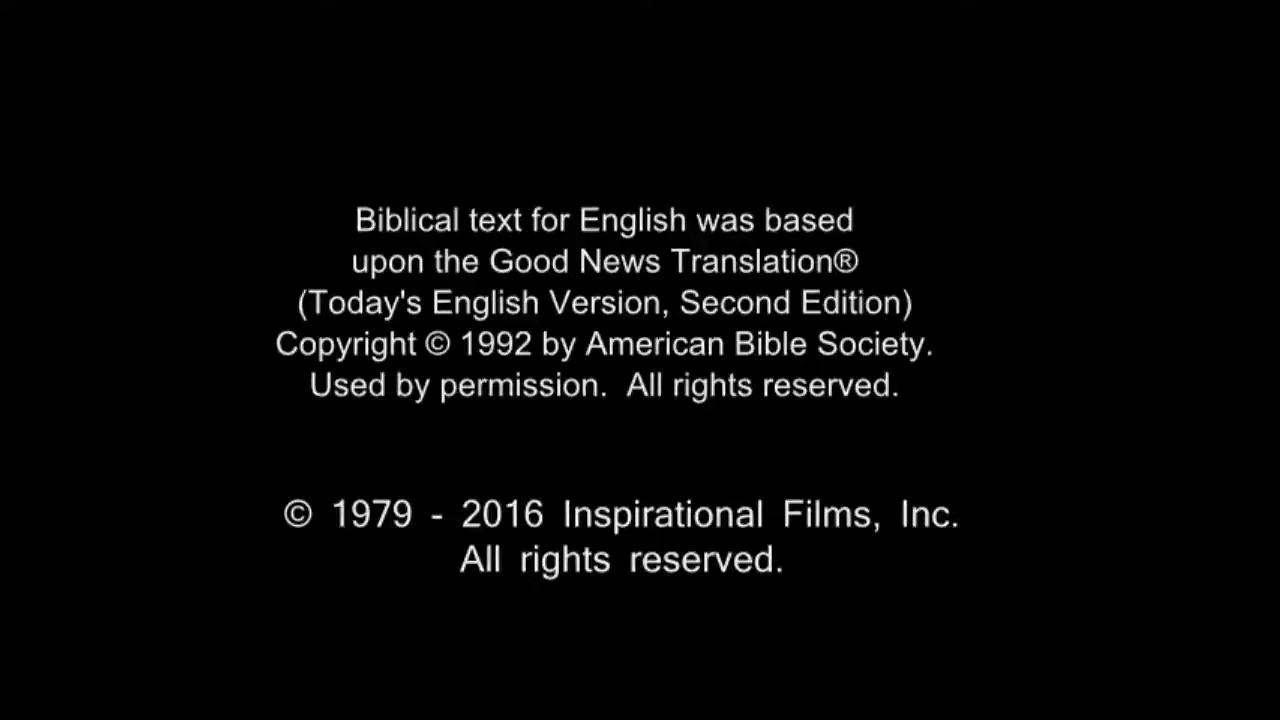 Biblical text for English was based
upon the Good News Translation®
(Today's English Version, Second Edition)
Copyright © 1992 by American Bible Society.
Used by permission.  All rights reserved.
© 1979 - 2016 Inspirational Films, Inc.
All rights reserved.